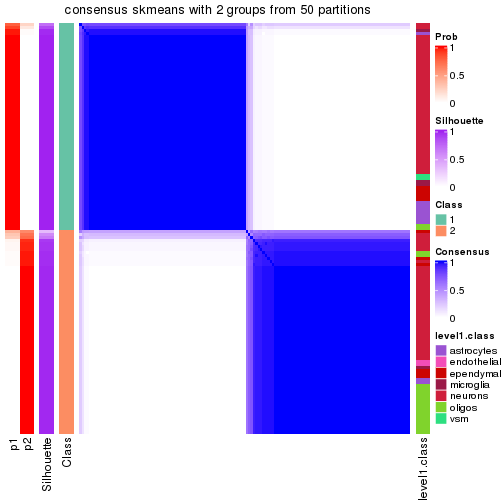 consensus skmeans with 2 groups from 50 partitions
Prob
1
0.5
0
Silhouette
1
0.5
0
Class
1
2
Consensus
1
0.5
0
level1.class
astrocytes
endothelial
ependymal
microglia
neurons
oligos
vsm
p1
p2
Silhouette
Class
level1.class